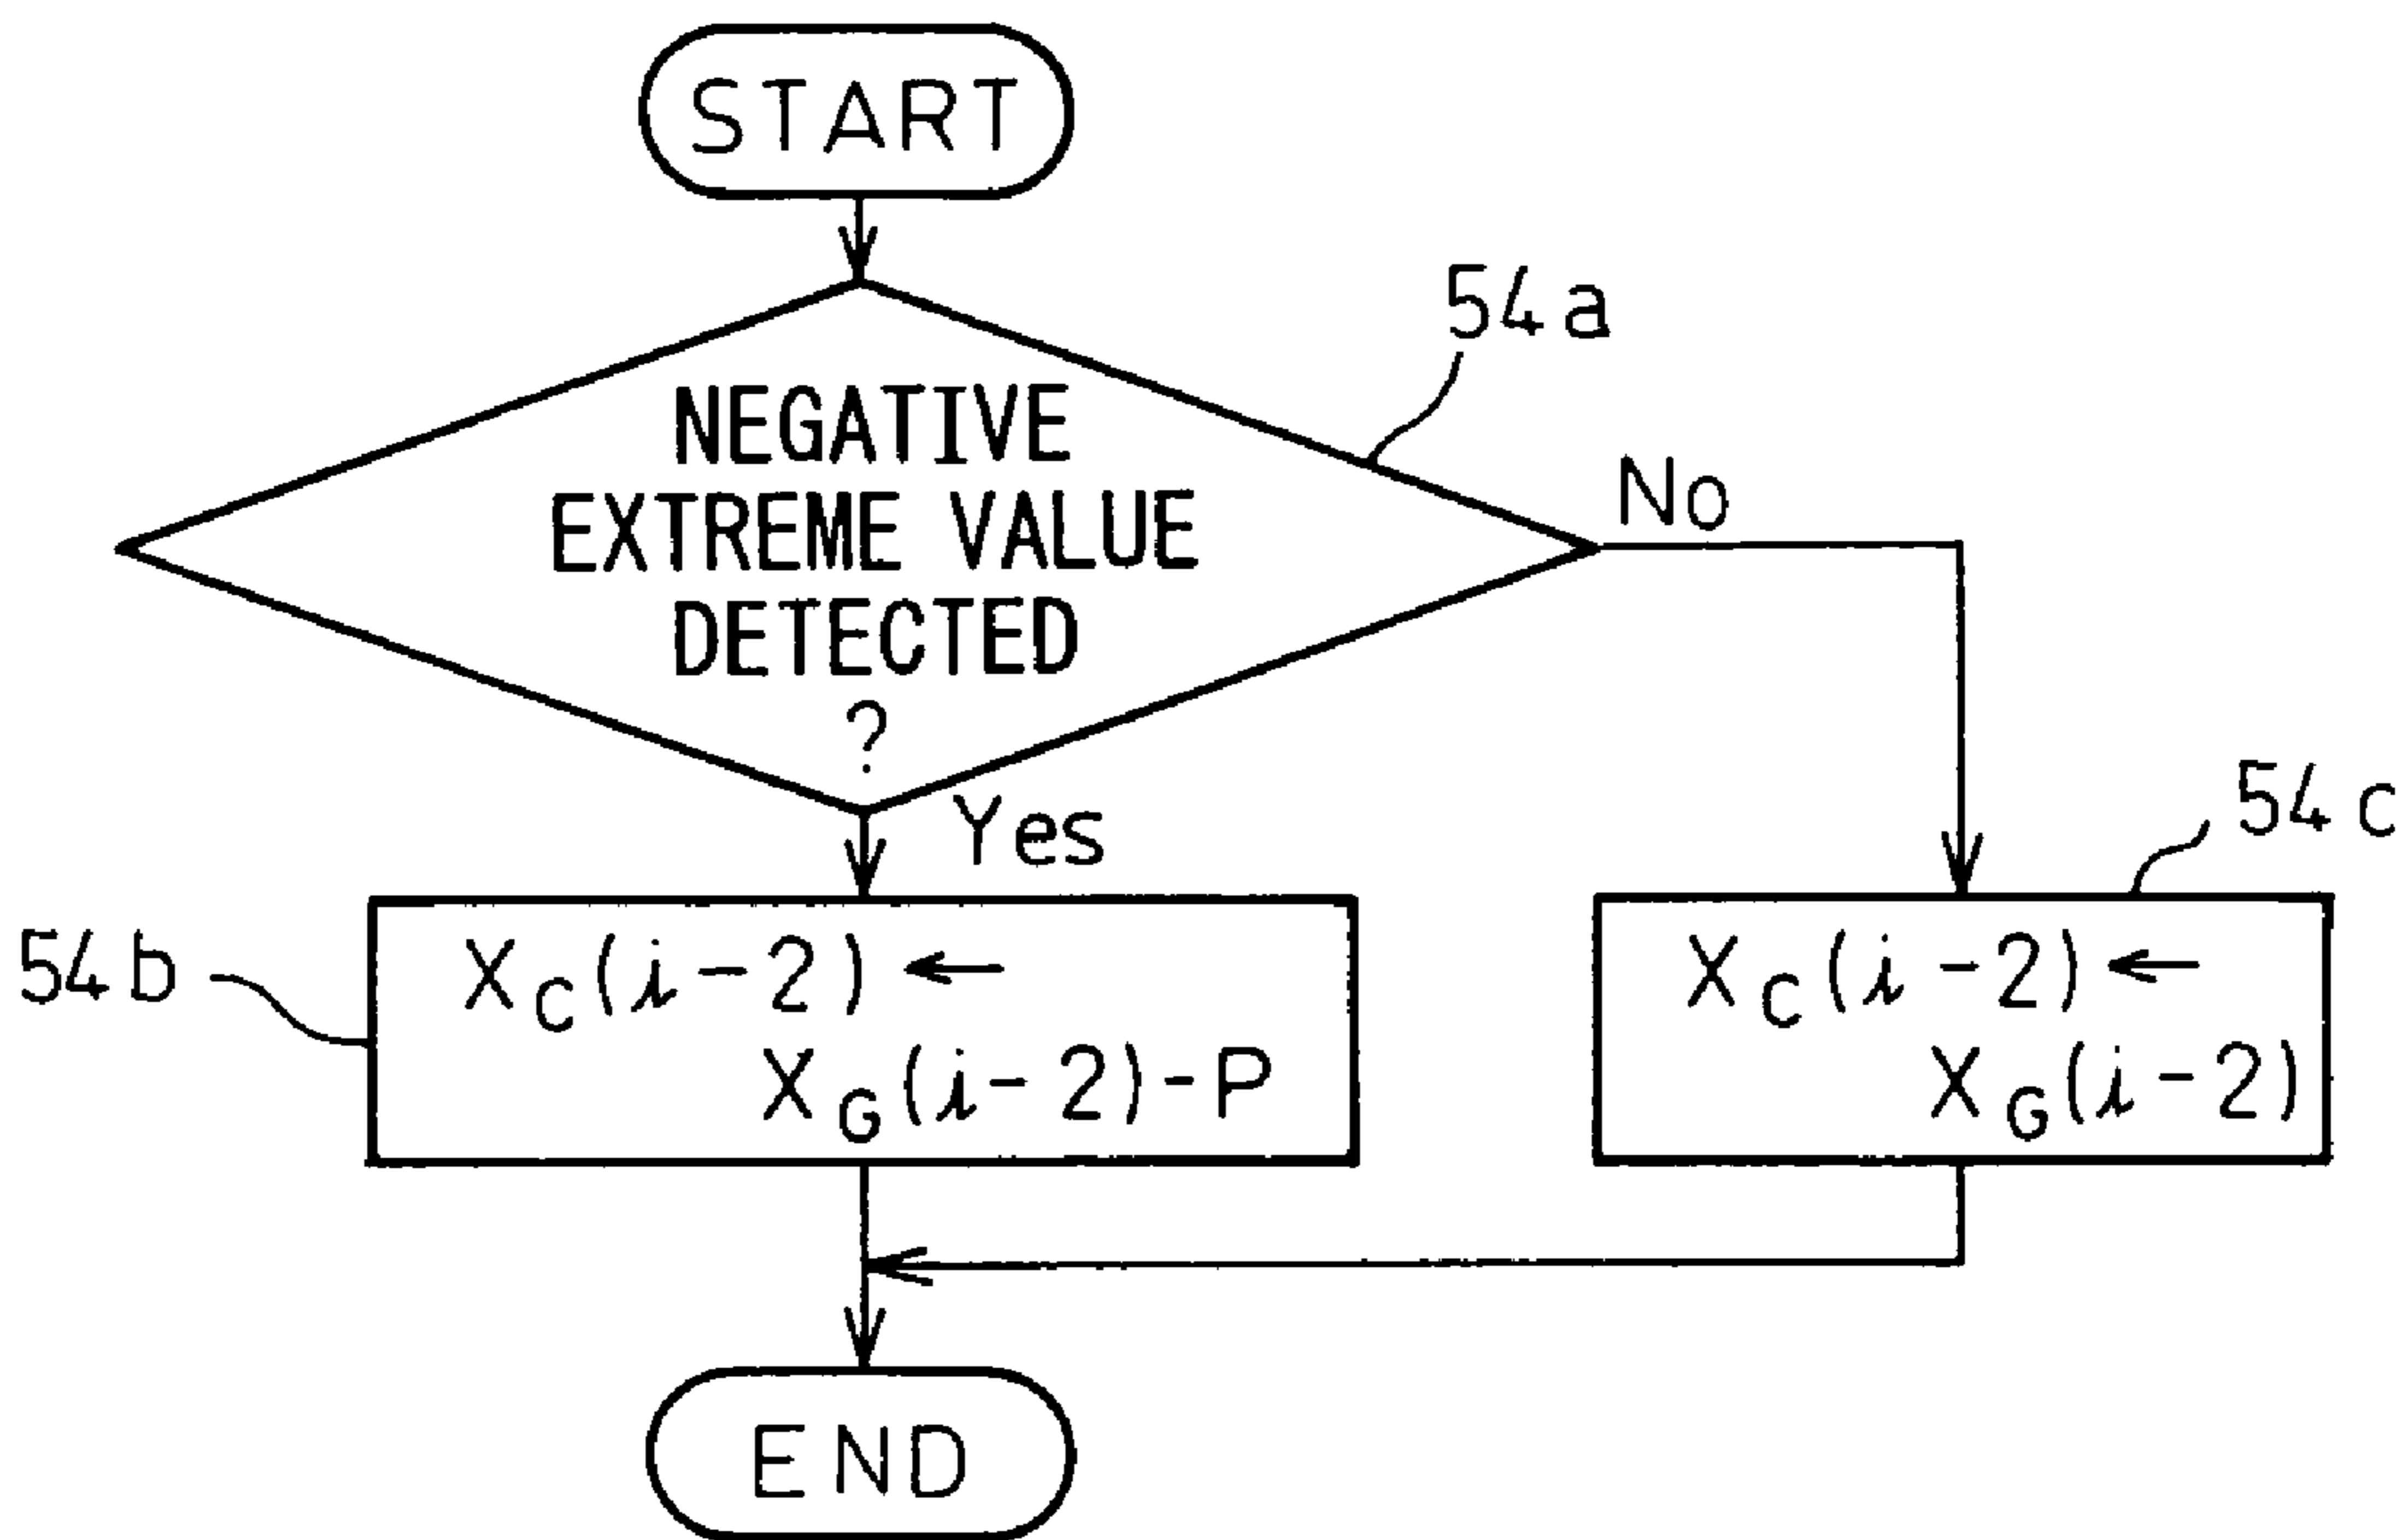 START
54a
NEGATIVE
EXTREME VALUE
DETECTED
?
No
Yes
54b
X_C(i-2) ←
X_G(i-2)-P
54c
X_C(i-2) ←
X_G(i-2)
END